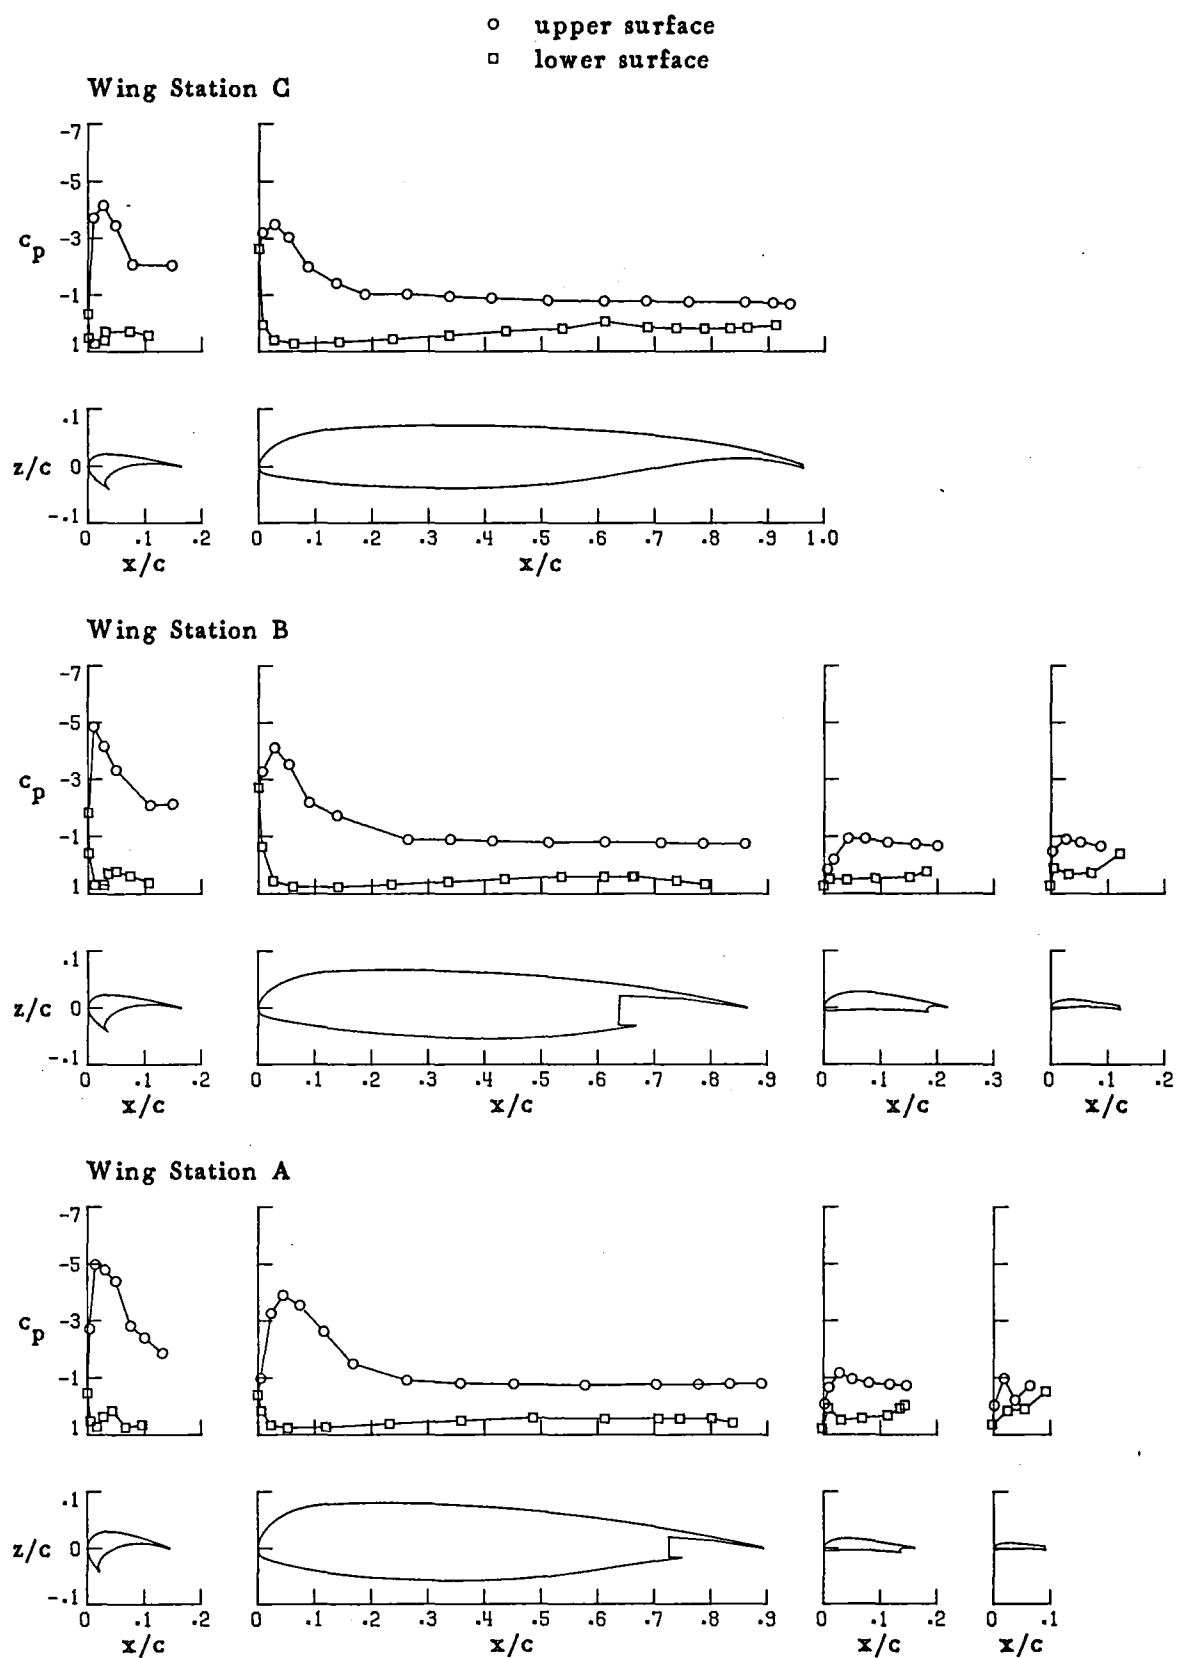 upper surface
lower surface
Wing Station C
-7
-5
-3
-1
1
c_p
.1
0
-.1
z/c
0 .1 .2
0 .1 .2 .3 .4 .5 .6 .7 .8 .9 1.0
x/c x/c
Wing Station B
-7
-5
-3
-1
1
c_p
.1
0
-.1
z/c
0 .1 .2
0 .1 .2 .3 .4 .5 .6 .7 .8 .9
0 .1 .2 .3
0 .1 .2
x/c x/c x/c x/c
Wing Station A
-7
-5
-3
-1
1
c_p
.1
0
-.1
z/c
0 .1 .2
0 .1 .2 .3 .4 .5 .6 .7 .8 .9
0 .1 .2
0 .1
x/c x/c x/c x/c